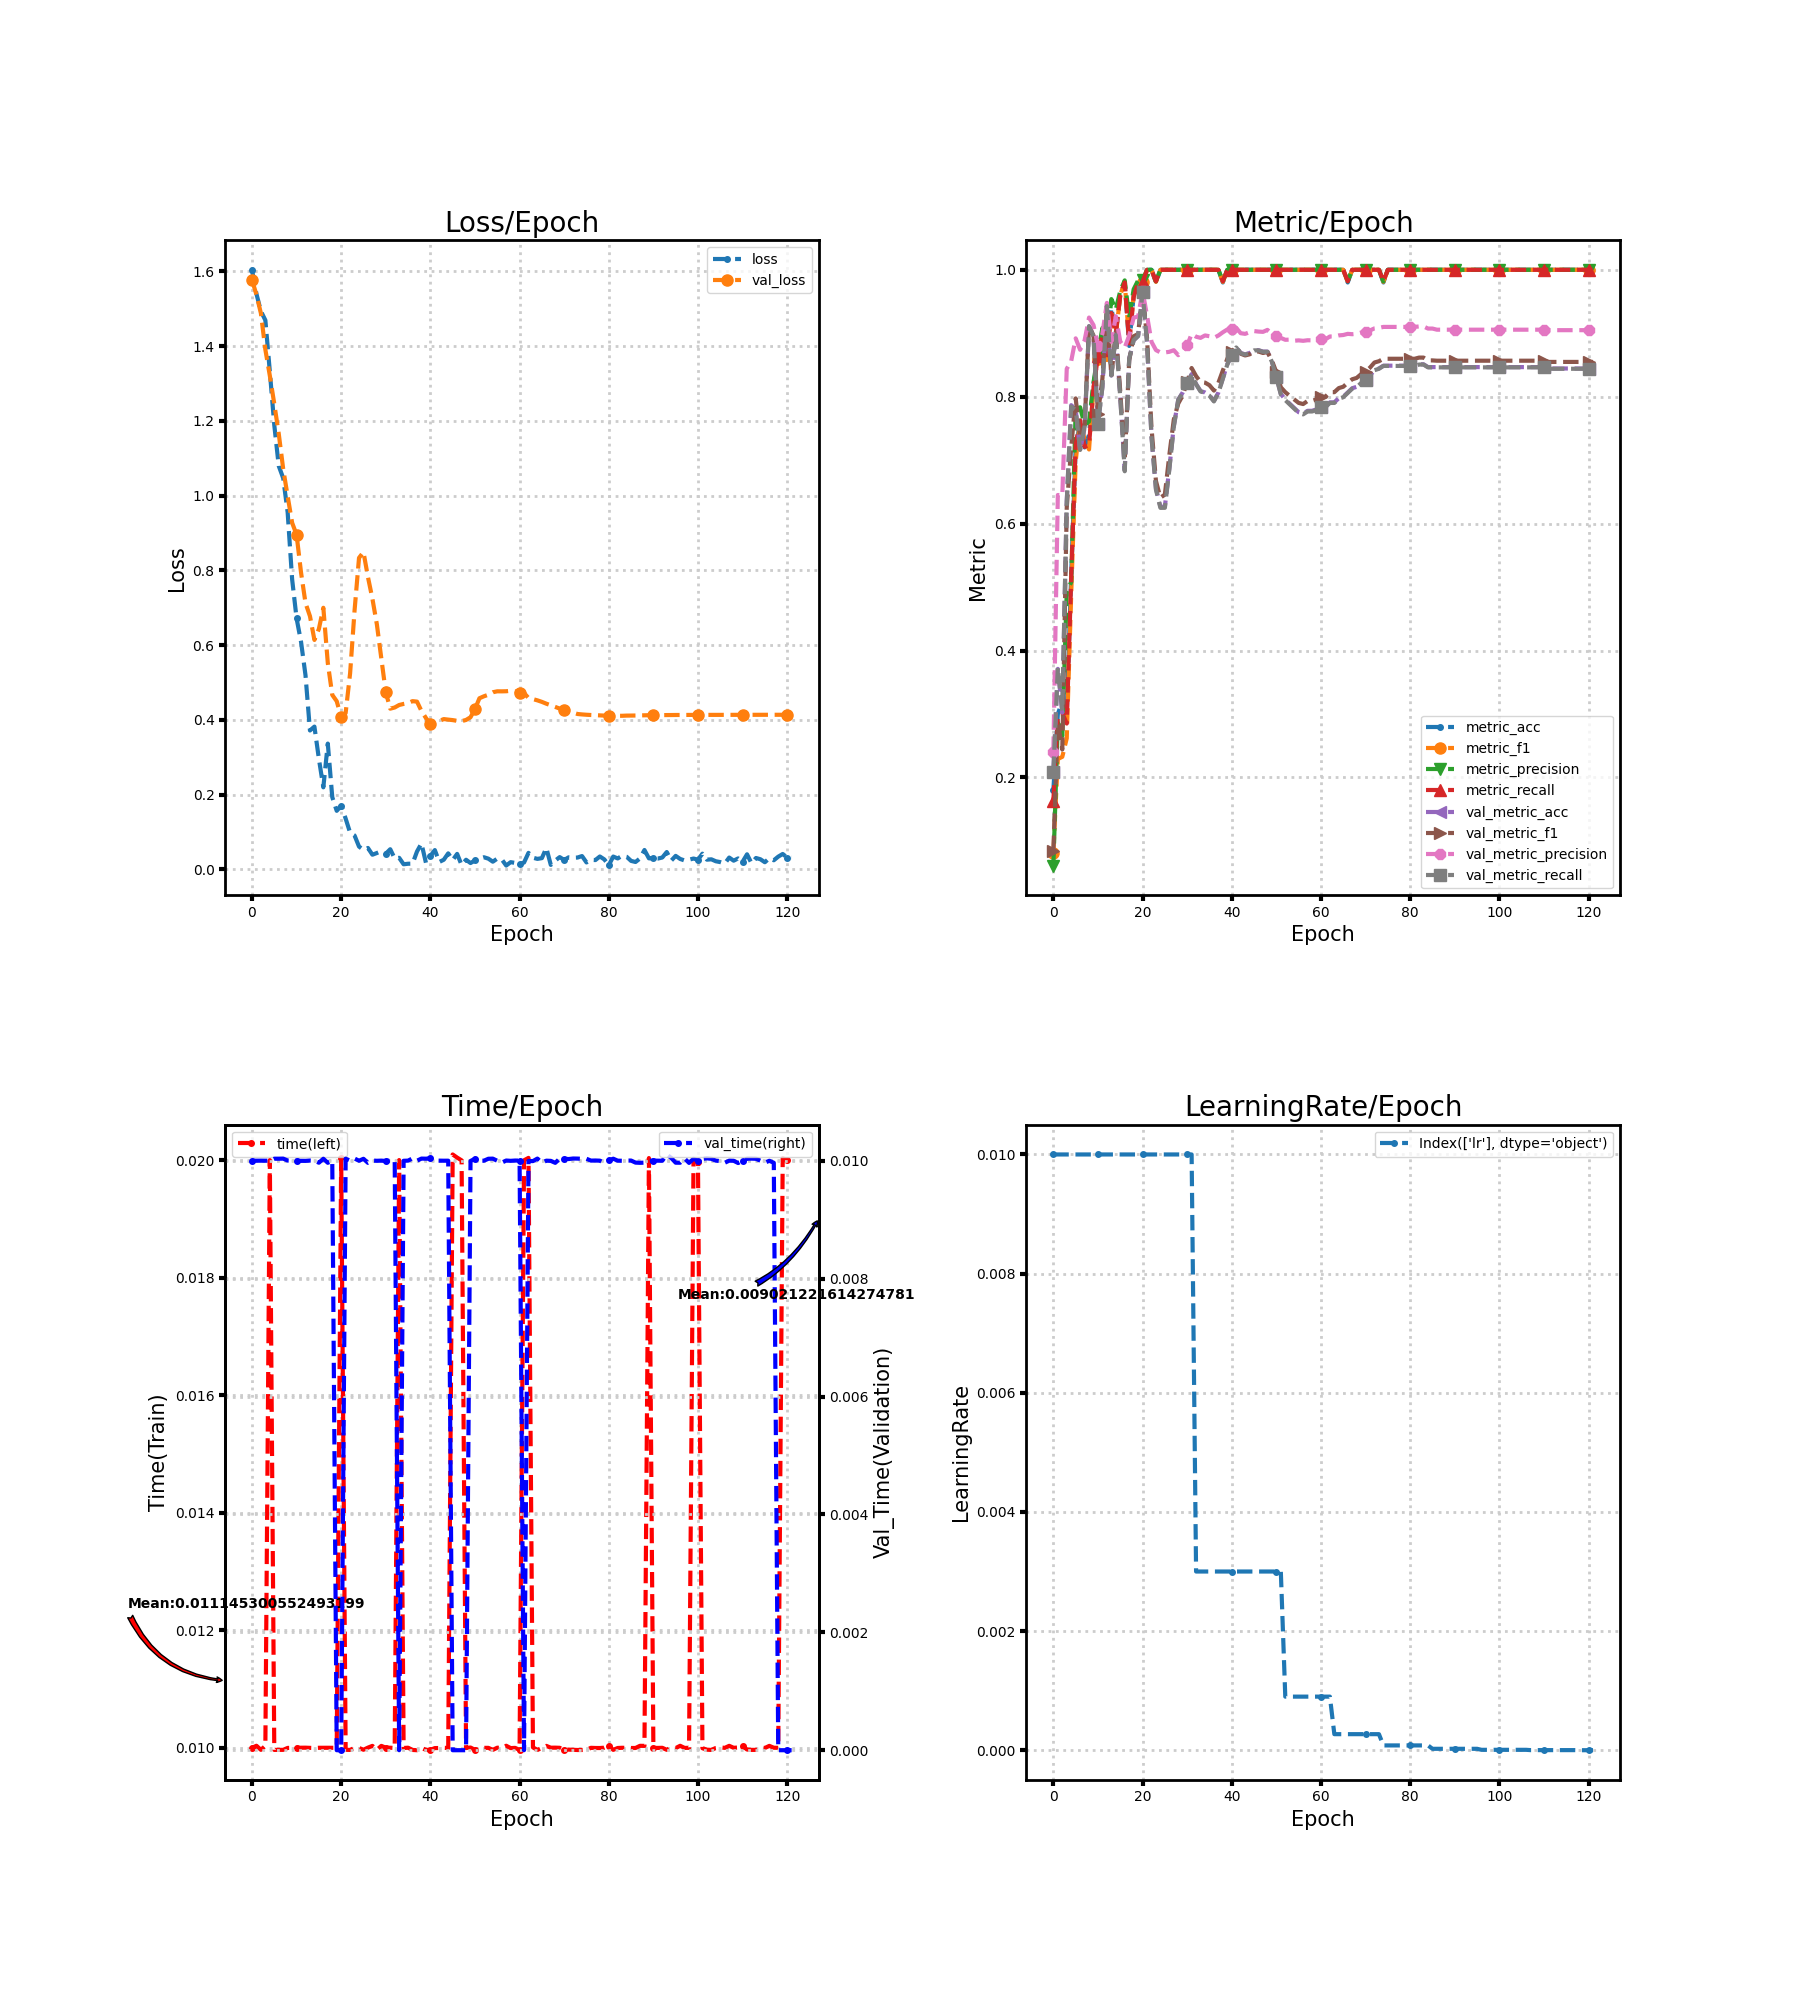 Loss/Epoch
1.6
1.4
1.2
1.0
0.8
0.6
0.4
0.2
0.0
Loss
loss
val_loss
0 20 40 60 80 100 120
Epoch
Metric/Epoch
1.0
0.8
0.6
0.4
0.2
Metric
metric_acc
metric_f1
metric_precision
metric_recall
val_metric_acc
val_metric_f1
val_metric_precision
val_metric_recall
0 20 40 60 80 100 120
Epoch
Time/Epoch
time(left)
val_time(right)
0.020
0.018
0.016
0.014
0.012
0.010
Time(Train)
0.010
0.008
0.006
0.004
0.002
0.000
Val_Time(Validation)
Mean:0.009021221614274781
0 20 40 60 80 100 120
Epoch
LearningRate/Epoch
Index(['lr'], dtype='object')
0.010
0.008
0.006
0.004
0.002
0.000
LearningRate
0 20 40 60 80 100 120
Epoch